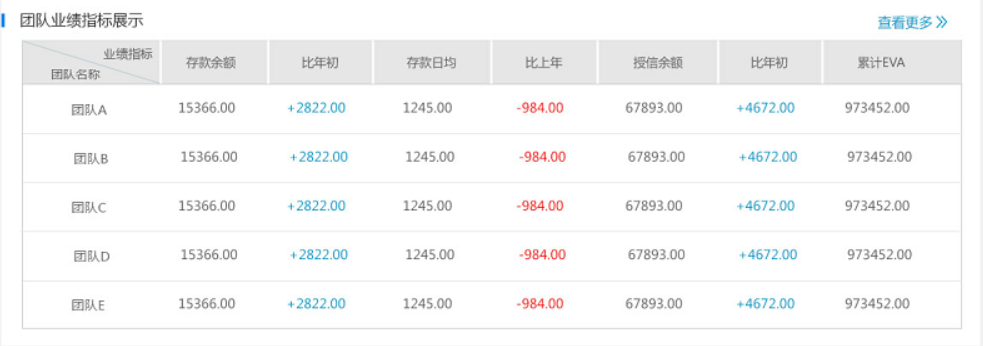 团队业绩指标展示 查看更多 »
业绩指标
团队名称 存款余额 比年初 存款日均 比上年 授信余额 比年初 累计EVA
团队A 15366.00 +2822.00 1245.00 -984.00 67893.00 +4672.00 973452.00
团队B 15366.00 +2822.00 1245.00 -984.00 67893.00 +4672.00 973452.00
团队C 15366.00 +2822.00 1245.00 -984.00 67893.00 +4672.00 973452.00
团队D 15366.00 +2822.00 1245.00 -984.00 67893.00 +4672.00 973452.00
团队E 15366.00 +2822.00 1245.00 -984.00 67893.00 +4672.00 973452.00